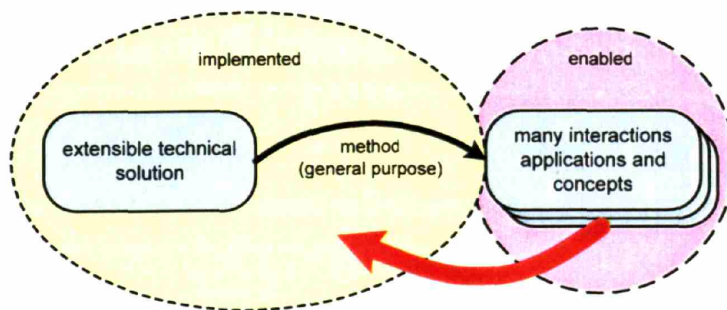 implemented
enabled
extensible technical
solution
method
(general purpose)
many interactions
applications and
concepts